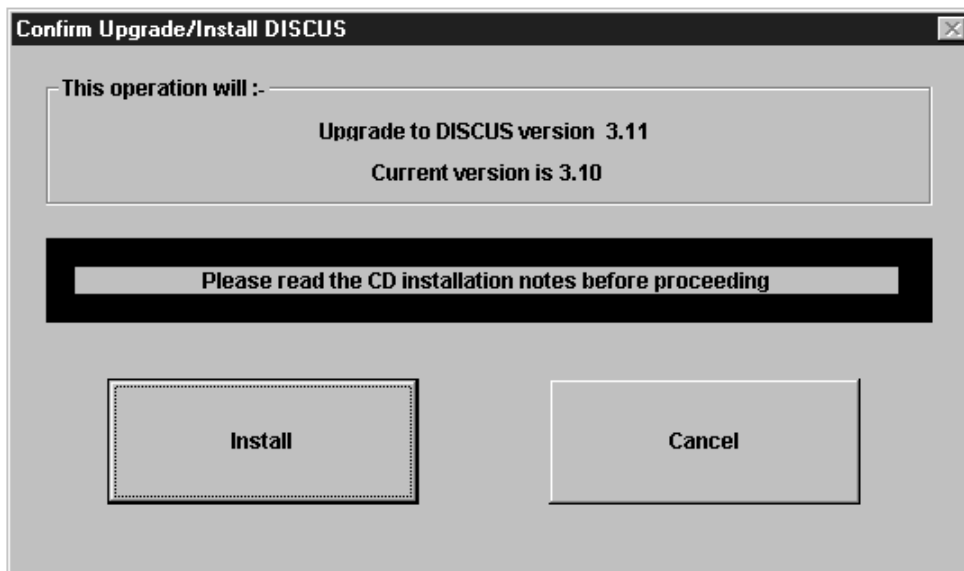 Confirm Upgrade/Install DISCUS
This operation will :-
Upgrade to DISCUS version 3.11
Current version is 3.10
Please read the CD installation notes before proceeding
Install
Cancel